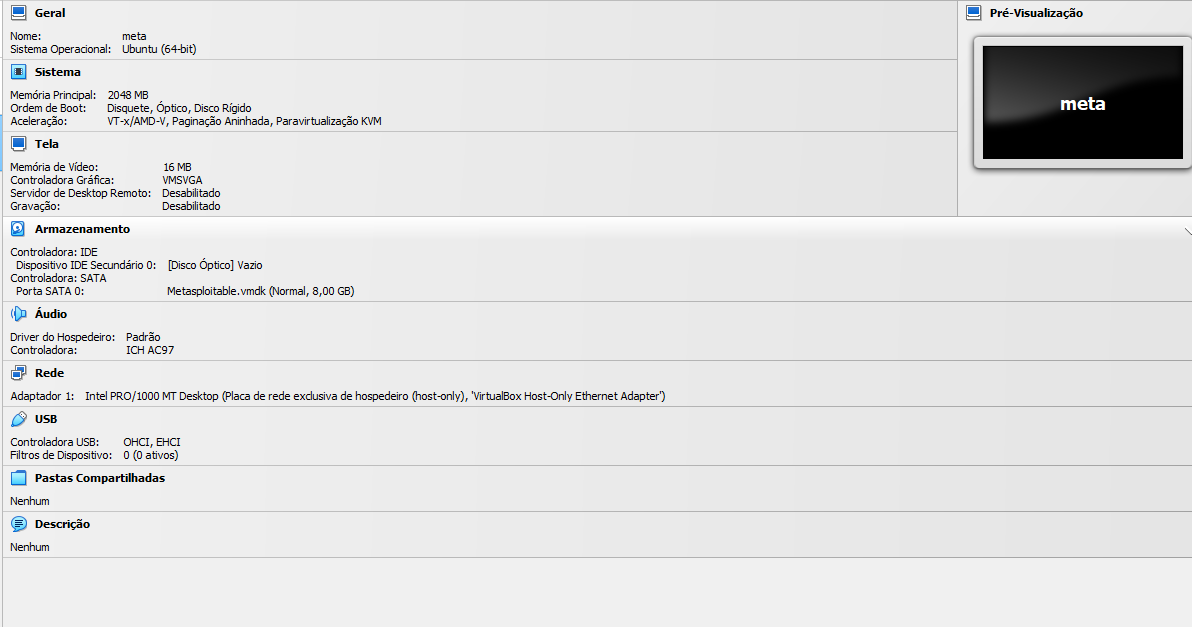 Geral
Nome: meta
Sistema Operacional: Ubuntu (64-bit)
Sistema
Memória Principal: 2048 MB
Ordem de Boot: Disquete, Óptico, Disco Rígido
Aceleração: VT-x/AMD-V, Paginação Aninhada, Paravirtualização KVM
Tela
Memória de Vídeo: 16 MB
Controladora Gráfica: VMSVGA
Servidor de Desktop Remoto: Desabilitado
Gravação: Desabilitado
Pré-Visualização
meta
Armazenamento
Controladora: IDE
Dispositivo IDE Secundário 0: [Disco Óptico] Vazio
Controladora: SATA
Porta SATA 0: Metasploitable.vmdk (Normal, 8,00 GB)
Áudio
Driver do Hospedeiro: Padrão
Controladora: ICH AC97
Rede
Adaptador 1: Intel PRO/1000 MT Desktop (Placa de rede exclusiva de hospedeiro (host-only), 'VirtualBox Host-Only Ethernet Adapter')
USB
Controladora USB: OHCI, EHCI
Filtros de Dispositivo: 0 (0 ativos)
Pastas Compartilhadas
Nenhum
Descrição
Nenhum